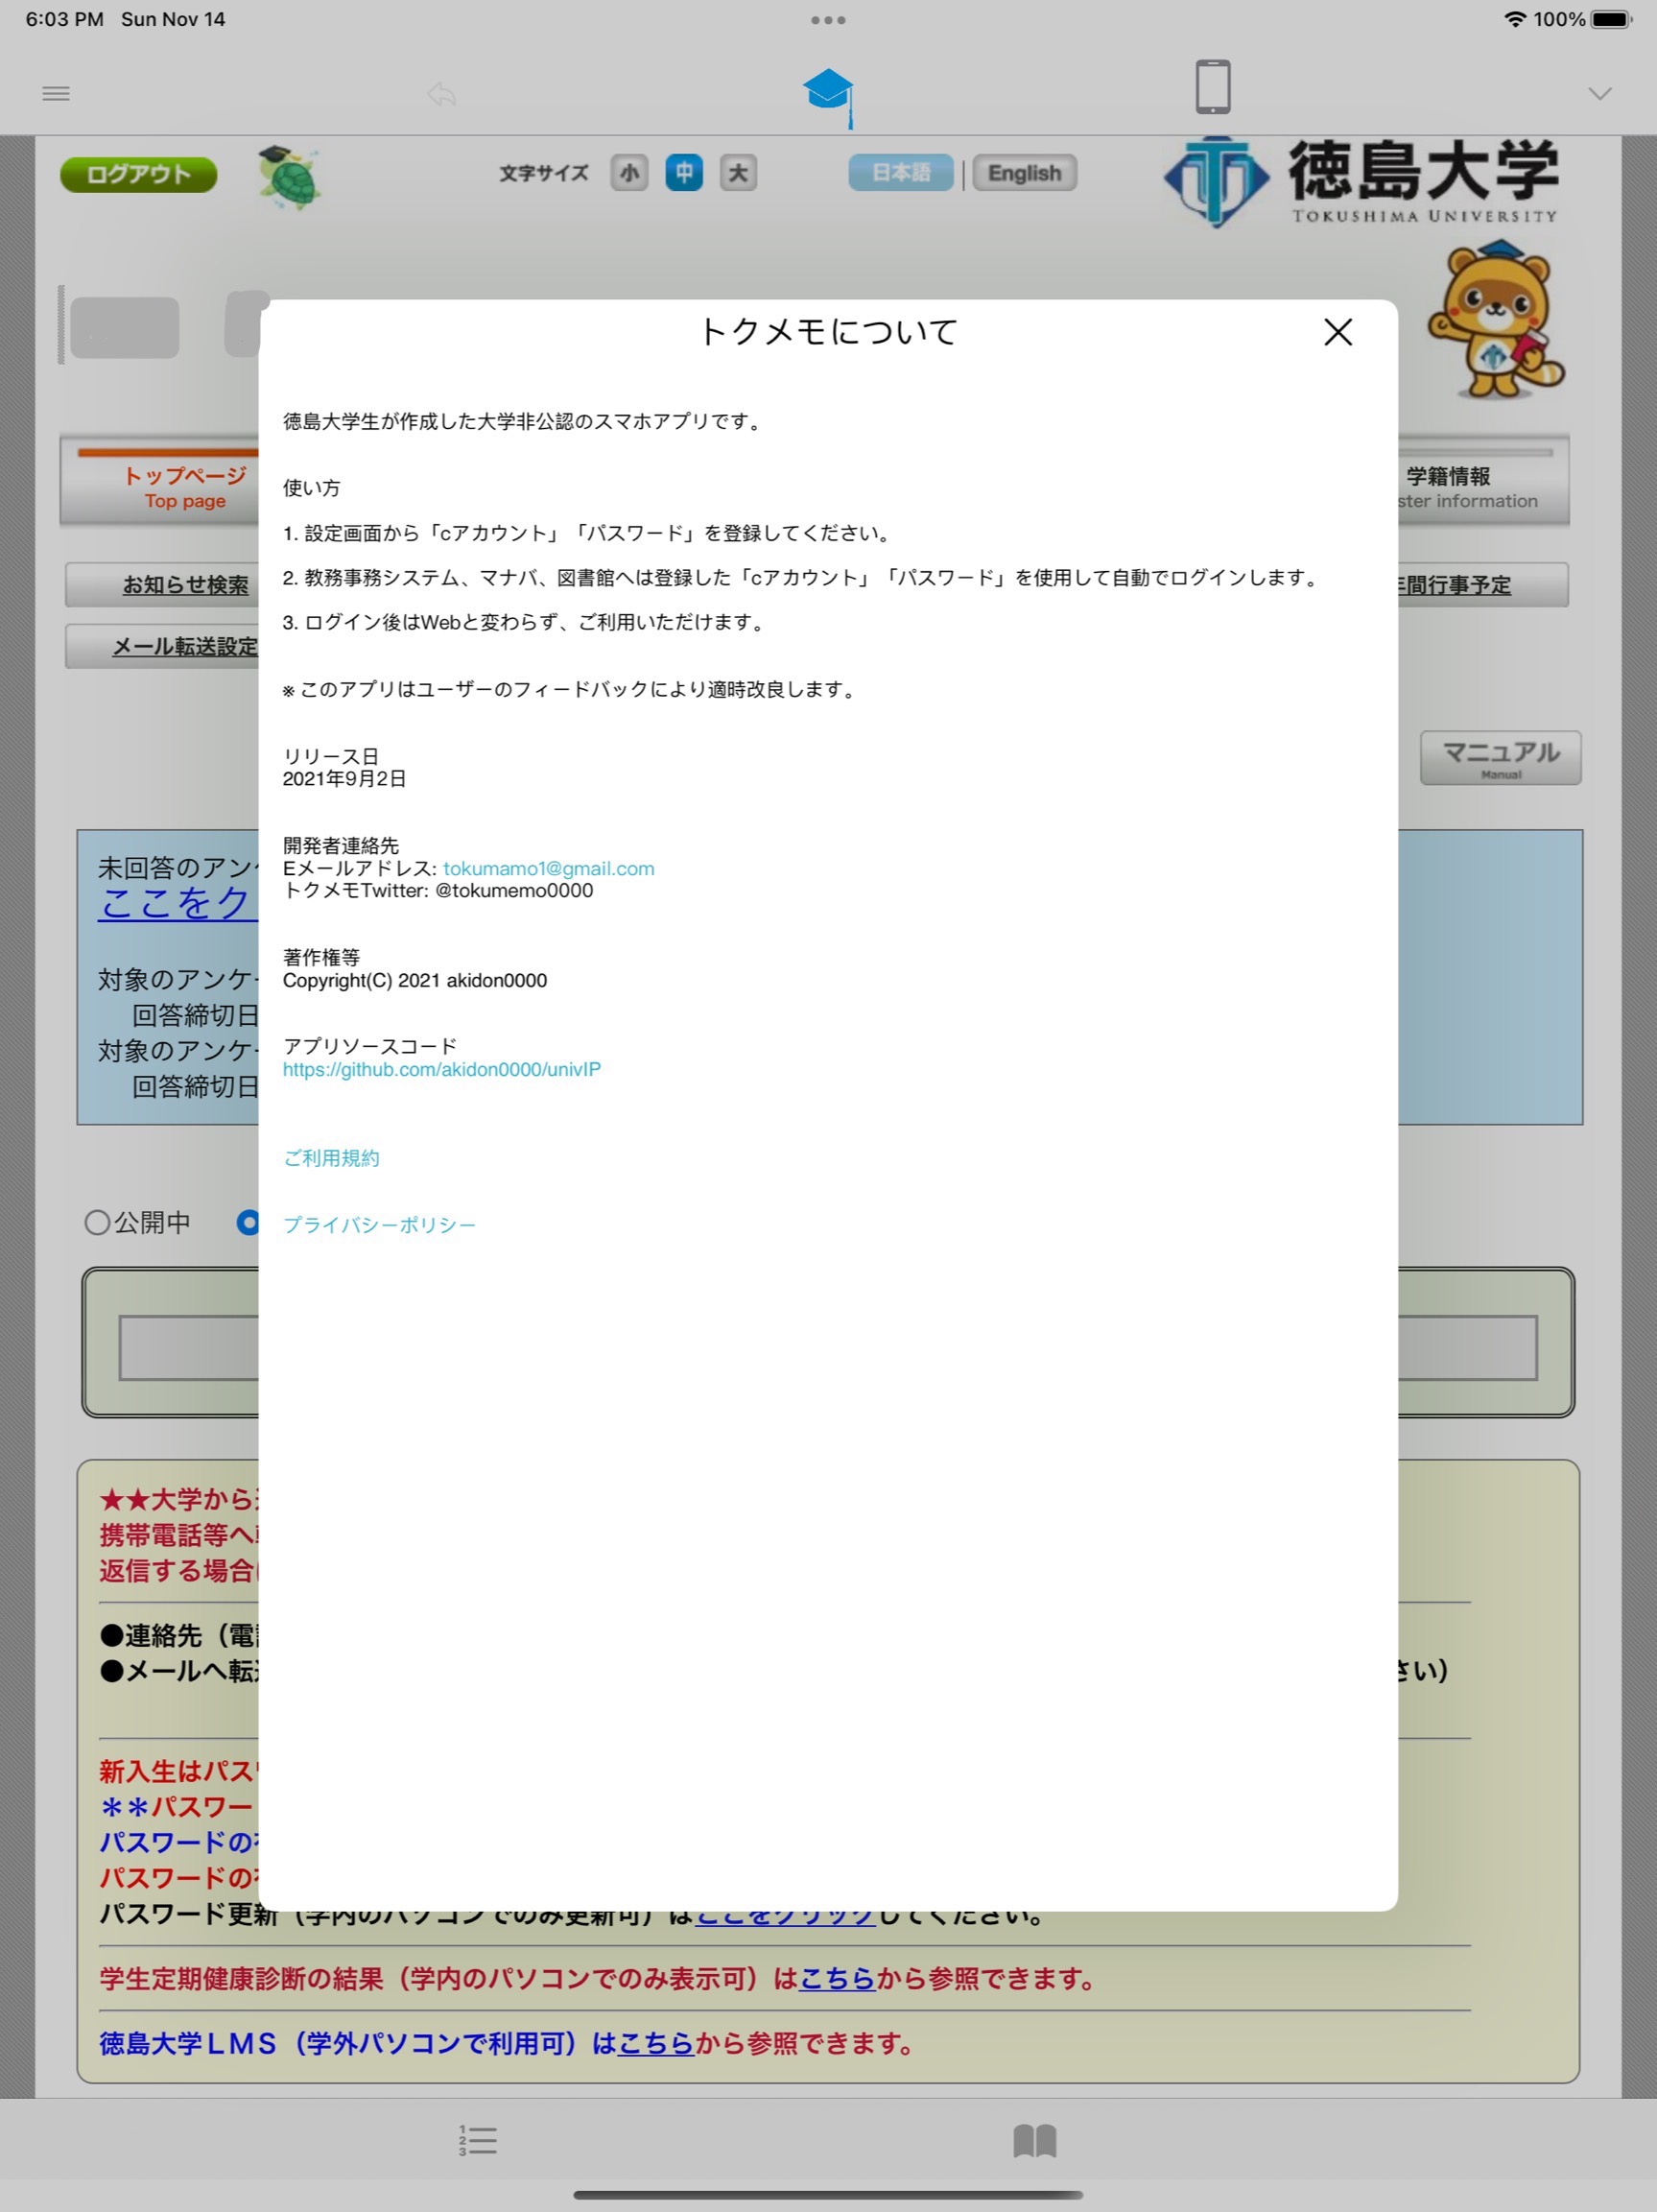 6:03 PM Sun Nov 14
100%
ログアウト
文字サイズ 小 中 大
日本語 | English
徳島大学
TOKUSHIMA UNIVERSITY
トップページ
Top page
学籍情報
ster information
お知らせ検索
間行事予定
メール転送設定
マニュアル
Manual
未回答のアン
ここをク
対象のアンケ
回答締切日
対象のアンケ
回答締切日
公開中
トクメモについて
徳島大学生が作成した大学非公認のスマホアプリです。
使い方
1. 設定画面から「cアカウント」「パスワード」を登録してください。
2. 教務事務システム、マナバ、図書館へは登録した「cアカウント」「パスワード」を使用して自動でログインします。
3. ログイン後はWebと変わらず、ご利用いただけます。
※ このアプリはユーザーのフィードバックにより適時改良します。
リリース日
2021年9月2日
開発者連絡先
Eメールアドレス: tokumamo1@gmail.com
トクメモTwitter: @tokumemo0000
著作権等
Copyright(C) 2021 akidon0000
アプリソースコード
https://github.com/akidon0000/univIP
ご利用規約
プライバシーポリシー
★★大学から
携帯電話等へ
返信する場合
●連絡先（電
●メールへ転
さい）
新入生はパス
＊＊パスワー
パスワードの
パスワードの
パスワード更新（学内のパソコンでのみ更新可）はここをクリックしてください。
学生定期健康診断の結果（学内のパソコンでのみ表示可）はこちらから参照できます。
徳島大学ＬＭＳ（学外パソコンで利用可）はこちらから参照できます。